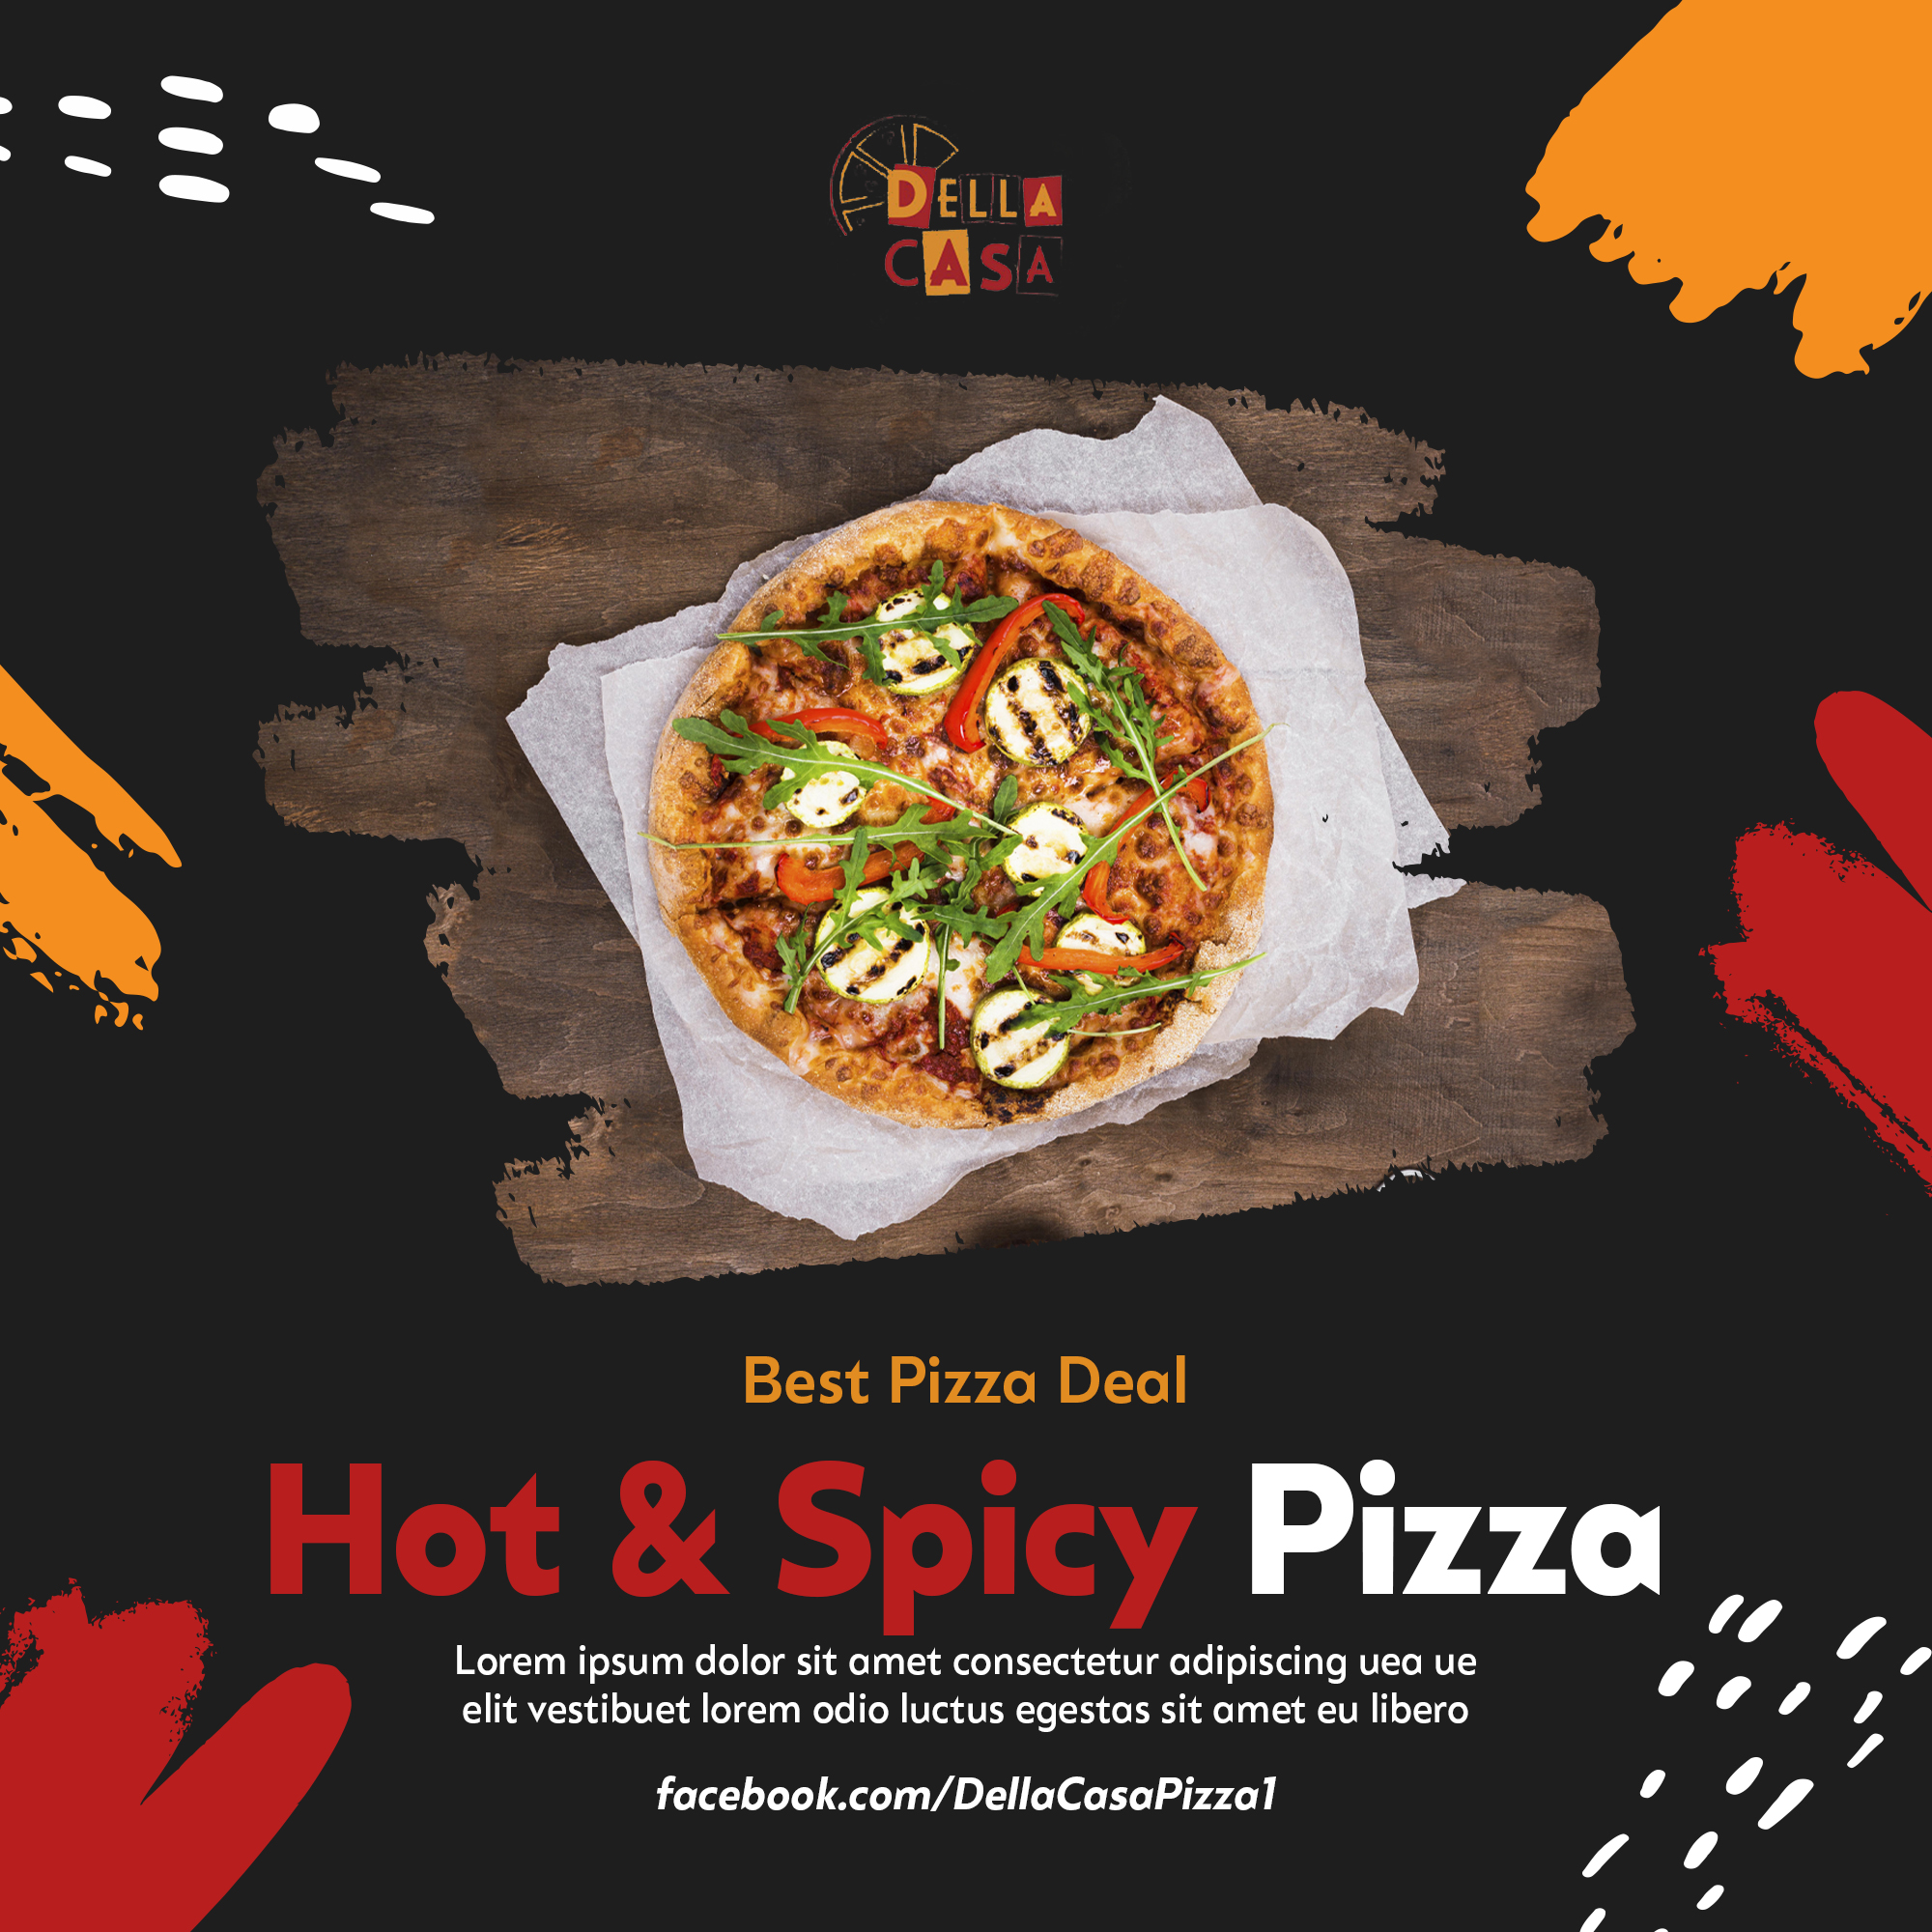 DELLA
CASA
Best Pizza Deal
Hot & Spicy Pizza
Lorem ipsum dolor sit amet consectetur adipiscing uea ue
elit vestibuet lorem odio luctus egestas sit amet eu libero
facebook.com/DellaCasaPizza1